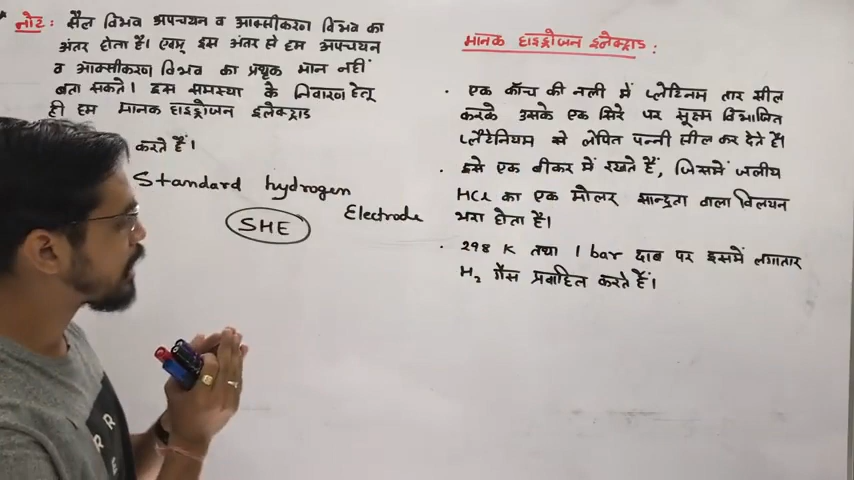 * नोट : सैल विभव अपचयन व आक्सीकरण विभव का
अंतर होता है। एवम् इस अंतर से हम अपचयन
व आक्सीकरण विभव का प्रथक मान नहीं
बता सकते। इस समस्या के निवारण हेतू
ही हम मानक हाइड्रोजन इलेक्ट्राड
करते हैं।
Standard hydrogen
Electrode
SHE
मानक हाइड्रोजन इलेक्ट्राड :
• एक काँच की नली में प्लेटिनम तार सील
करके उसके एक सिरे पर सूक्ष्म विभाजित
प्लैटेनियम से लेपित पन्नी सील कर देते हैं।
• इसे एक बीकर में रखते हैं, जिसमें जलीय
HCl का एक मोलर सान्द्रता वाला विलयन
भरा होता है।
• 298 K तथा 1 bar दाब पर इसमें लगातार
H₂ गैस प्रवाहित करते हैं।
R
R E